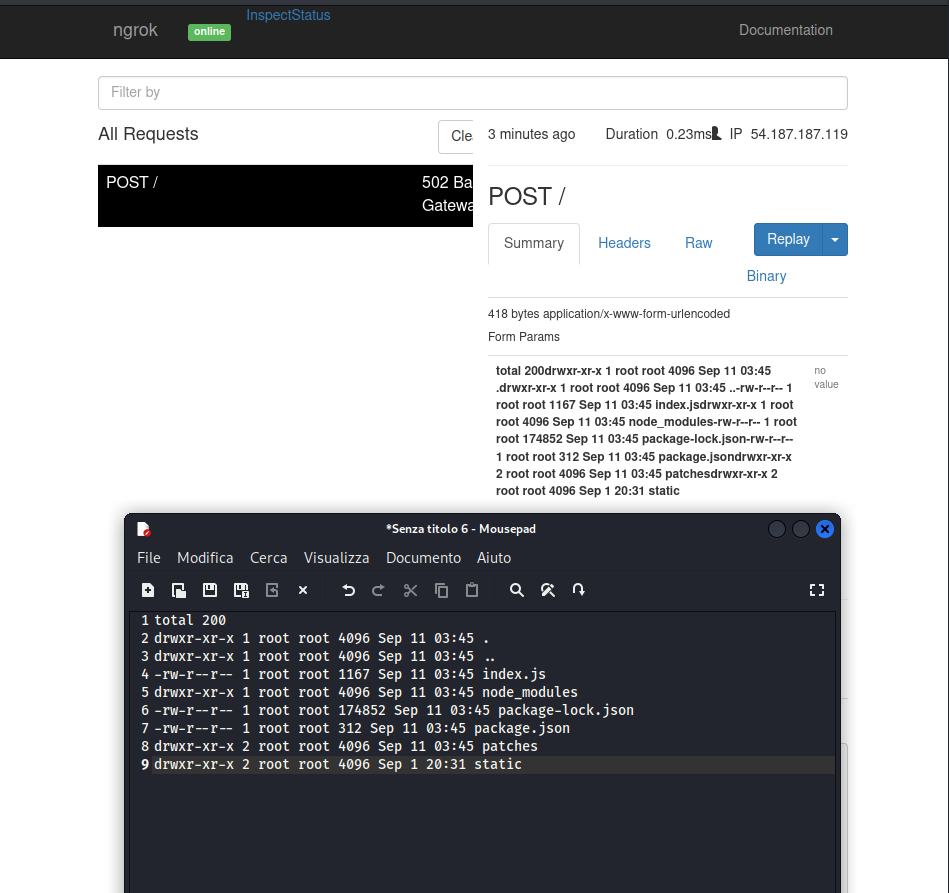 InspectStatus
ngrok online Documentation
Filter by
All Requests
3 minutes ago Duration 0.23ms IP 54.187.187.119
POST / 502 Ba
Gatewa
POST /
Summary Headers Raw Replay
Binary
418 bytes application/x-www-form-urlencoded
Form Params
total 200drwxr-xr-x 1 root root 4096 Sep 11 03:45 no
.drwxr-xr-x 1 root root 4096 Sep 11 03:45 ..-rw-r--r-- 1 value
root root 1167 Sep 11 03:45 index.jsdrwxr-xr-x 1 root
root 4096 Sep 11 03:45 node_modules-rw-r--r-- 1 root
root 174852 Sep 11 03:45 package-lock.json-rw-r--r--
1 root root 312 Sep 11 03:45 package.jsondrwxr-xr-x
2 root root 4096 Sep 11 03:45 patchesdrwxr-xr-x 2
root root 4096 Sep 1 20:31 static
*Senza titolo 6 - Mousepad
File Modifica Cerca Visualizza Documento Aiuto
1 total 200
2 drwxr-xr-x 1 root root 4096 Sep 11 03:45 .
3 drwxr-xr-x 1 root root 4096 Sep 11 03:45 ..
4 -rw-r--r-- 1 root root 1167 Sep 11 03:45 index.js
5 drwxr-xr-x 1 root root 4096 Sep 11 03:45 node_modules
6 -rw-r--r-- 1 root root 174852 Sep 11 03:45 package-lock.json
7 -rw-r--r-- 1 root root 312 Sep 11 03:45 package.json
8 drwxr-xr-x 2 root root 4096 Sep 11 03:45 patches
9 drwxr-xr-x 2 root root 4096 Sep 1 20:31 static